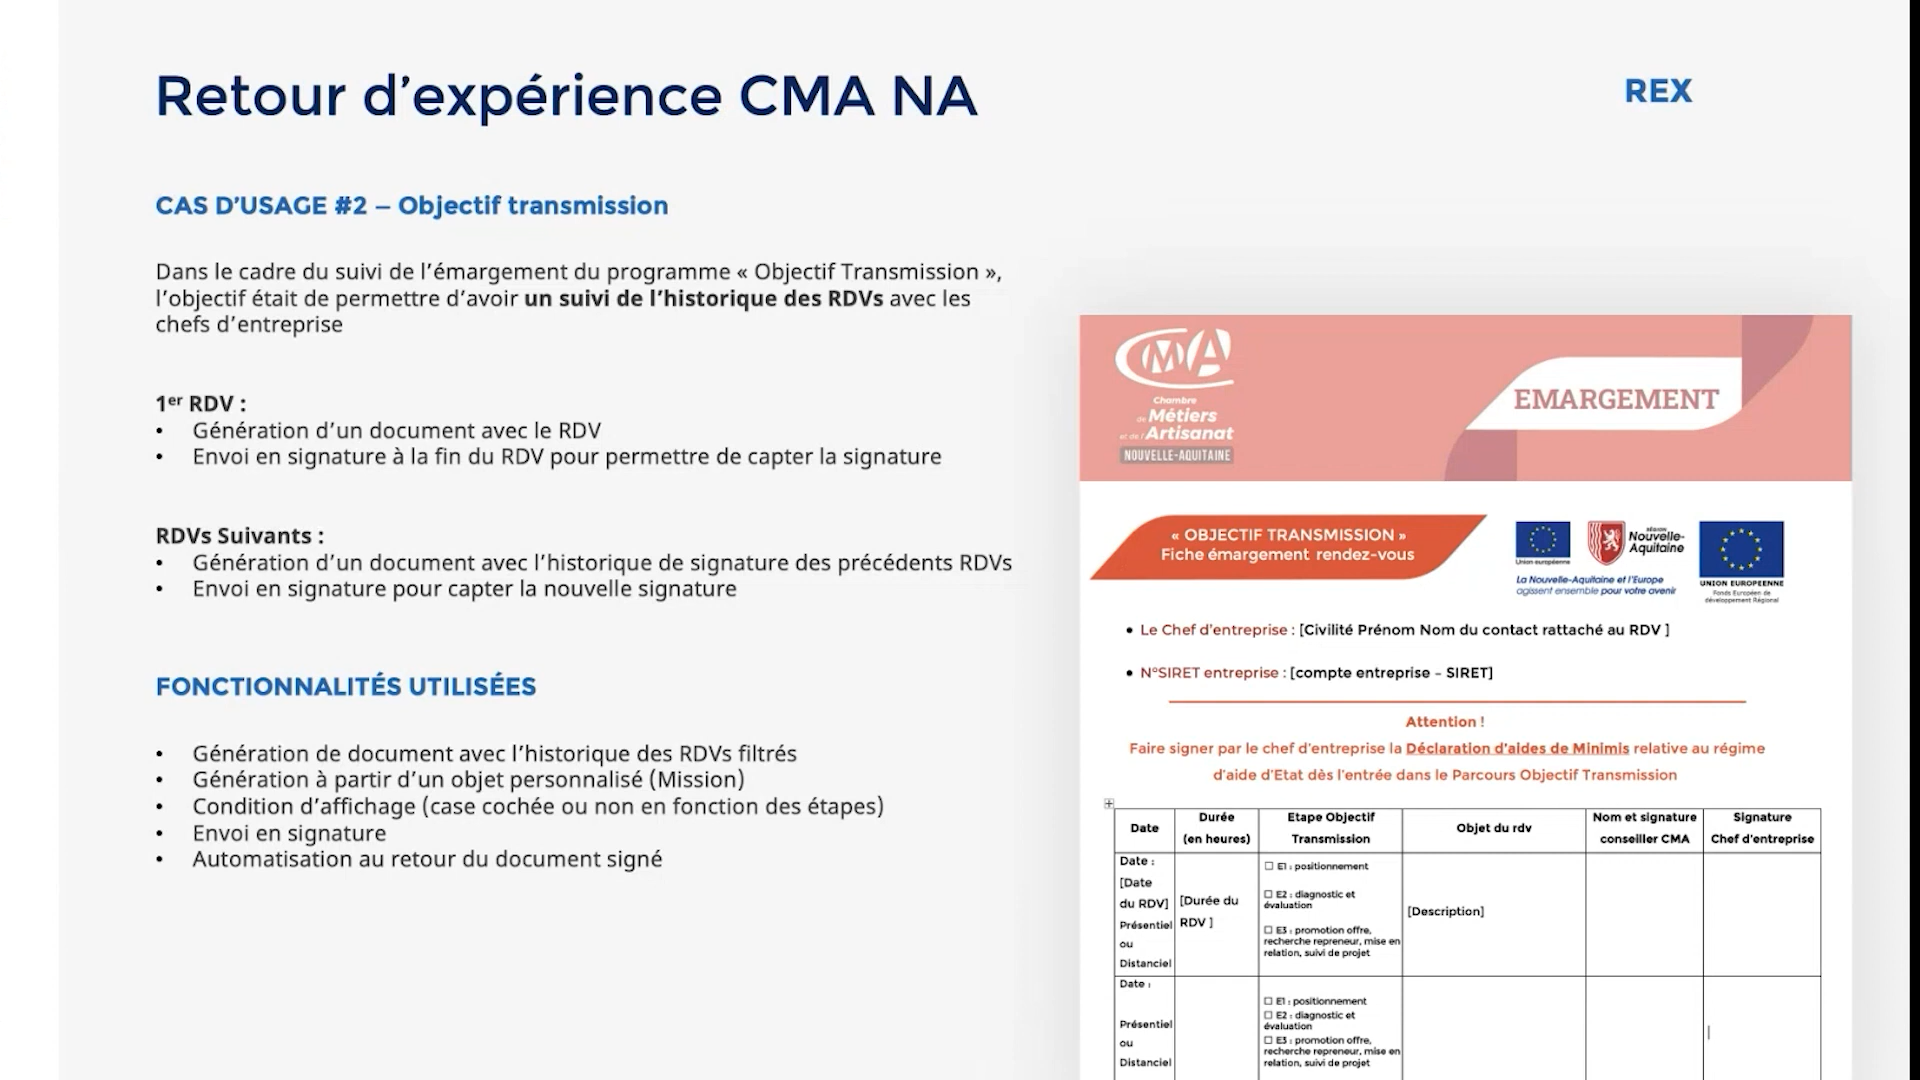 Retour d'expérience CMA NA
REX
CAS D'USAGE #2 – Objectif transmission
Dans le cadre du suivi de l'émargement du programme « Objectif Transmission »,
l'objectif était de permettre d'avoir un suivi de l'historique des RDVs avec les
chefs d'entreprise
1er RDV :
• Génération d'un document avec le RDV
• Envoi en signature à la fin du RDV pour permettre de capter la signature
RDVs Suivants :
• Génération d'un document avec l'historique de signature des précédents RDVs
• Envoi en signature pour capter la nouvelle signature
FONCTIONNALITÉS UTILISÉES
• Génération de document avec l'historique des RDVs filtrés
• Génération à partir d'un objet personnalisé (Mission)
• Condition d'affichage (case cochée ou non en fonction des étapes)
• Envoi en signature
• Automatisation au retour du document signé
CMA
Chambre
de Métiers
et de l'Artisanat
NOUVELLE-AQUITAINE
EMARGEMENT
« OBJECTIF TRANSMISSION »
Fiche émargement rendez-vous
Union européenne
RÉGION
Nouvelle-
Aquitaine
La Nouvelle-Aquitaine et l'Europe
agissent ensemble pour votre avenir
UNION EUROPEENNE
Fonds Européen de
développement Régional
• Le Chef d'entreprise : [Civilité Prénom Nom du contact rattaché au RDV ]
• N°SIRET entreprise : [compte entreprise – SIRET]
Attention !
Faire signer par le chef d'entreprise la Déclaration d'aides de Minimis relative au régime
d'aide d'Etat dès l'entrée dans le Parcours Objectif Transmission
Date
Durée
(en heures)
Etape Objectif
Transmission
Objet du rdv
Nom et signature
conseiller CMA
Signature
Chef d'entreprise
Date :
[Date
du RDV]
Présentiel
ou
Distanciel
[Durée du
RDV ]
☐ E1 : positionnement
☐ E2 : diagnostic et
évaluation
☐ E3 : promotion offre,
recherche repreneur, mise en
relation, suivi de projet
[Description]
Date :
Présentiel
ou
Distanciel
☐ E1 : positionnement
☐ E2 : diagnostic et
évaluation
☐ E3 : promotion offre,
recherche repreneur, mise en
relation, suivi de projet